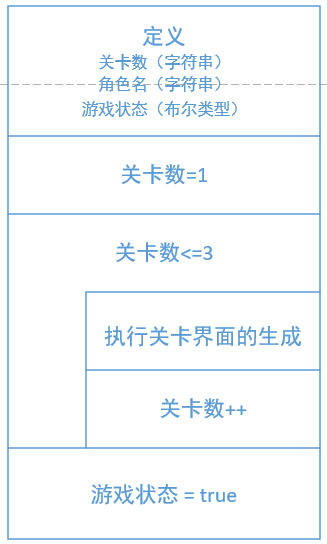 定义
关卡数（字符串）
角色名（字符串）
游戏状态（布尔类型）
关卡数=1
关卡数<=3
执行关卡界面的生成
关卡数++
游戏状态 = true